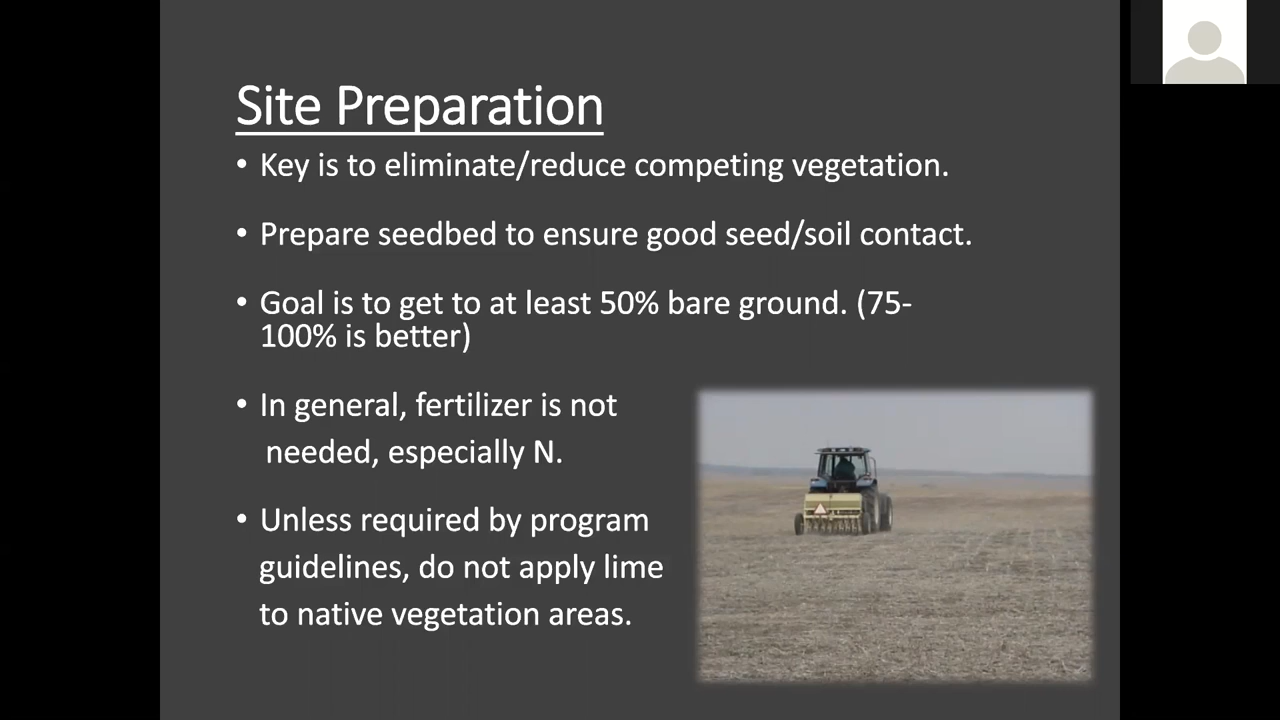 Site Preparation
• Key is to eliminate/reduce competing vegetation.
• Prepare seedbed to ensure good seed/soil contact.
• Goal is to get to at least 50% bare ground. (75-
100% is better)
• In general, fertilizer is not
needed, especially N.
• Unless required by program
guidelines, do not apply lime
to native vegetation areas.